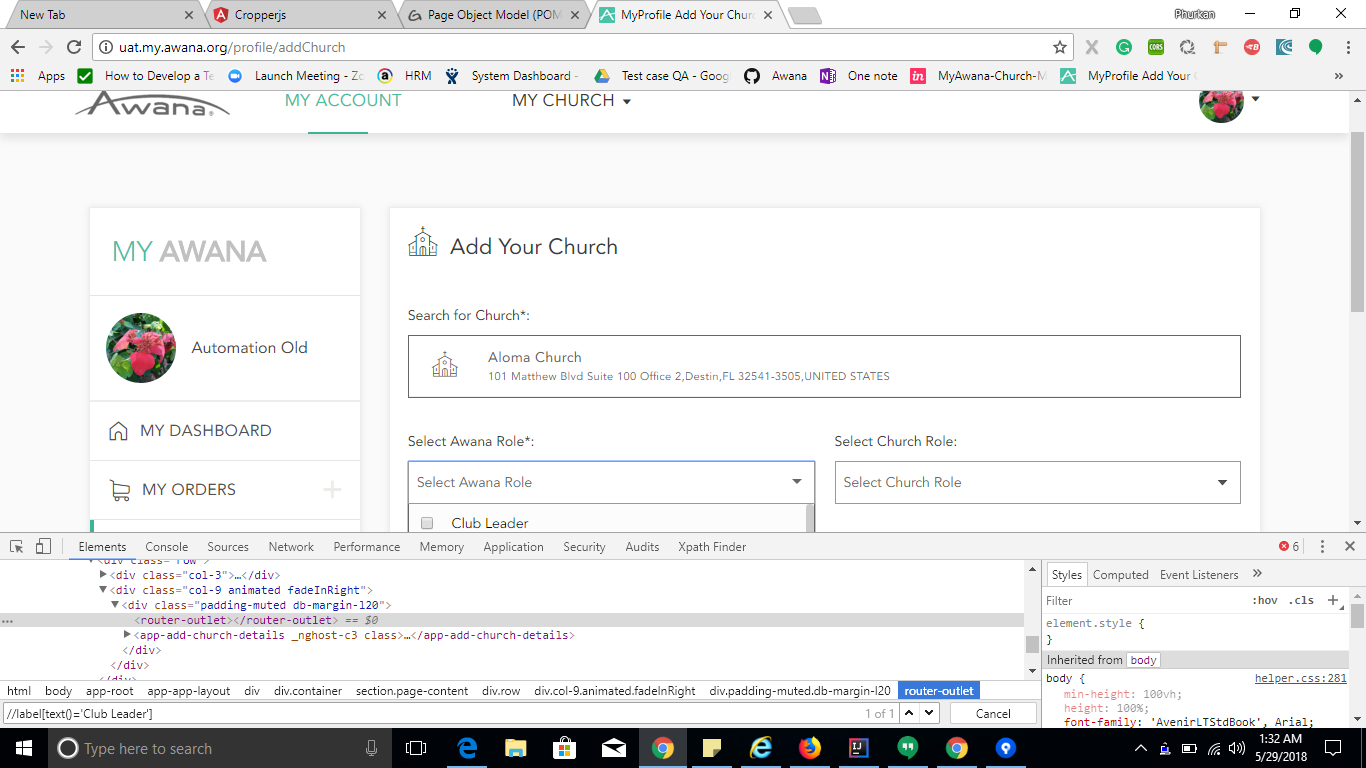 New Tab
Cropperjs
Page Object Model (POM
MyProfile Add Your Churc
Phurkan
uat.my.awana.org/profile/addChurch
CORS
Apps
How to Develop a Te
Launch Meeting - Zo
HRM
System Dashboard -
Test case QA - Goog
Awana
One note
MyAwana-Church-M
MyProfile Add Your
»
Awana®
MY ACCOUNT
MY CHURCH
MY AWANA
Automation Old
MY DASHBOARD
MY ORDERS
Add Your Church
Search for Church*:
Aloma Church
101 Matthew Blvd Suite 100 Office 2,Destin,FL 32541-3505,UNITED STATES
Select Awana Role*:
Select Church Role:
Select Awana Role
Select Church Role
Club Leader
Elements
Console
Sources
Network
Performance
Memory
Application
Security
Audits
Xpath Finder
6
<div class="row">
<div class="col-3">…</div>
<div class="col-9 animated fadeInRight">
<div class="padding-muted db-margin-l20">
<router-outlet></router-outlet> == $0
<app-add-church-details _nghost-c3 class>…</app-add-church-details>
</div>
</div>
html
body
app-root
app-app-layout
div
div.container
section.page-content
div.row
div.col-9.animated.fadeInRight
div.padding-muted.db-margin-l20
router-outlet
//label[text()='Club Leader']
1 of 1
Cancel
Styles
Computed
Event Listeners
»
Filter
:hov
.cls
+
element.style {
}
Inherited from body
body {
helper.css:281
min-height: 100vh;
height: 100%;
font-family: 'AvenirLTStdBook', Arial;
Type here to search
1:32 AM
5/29/2018